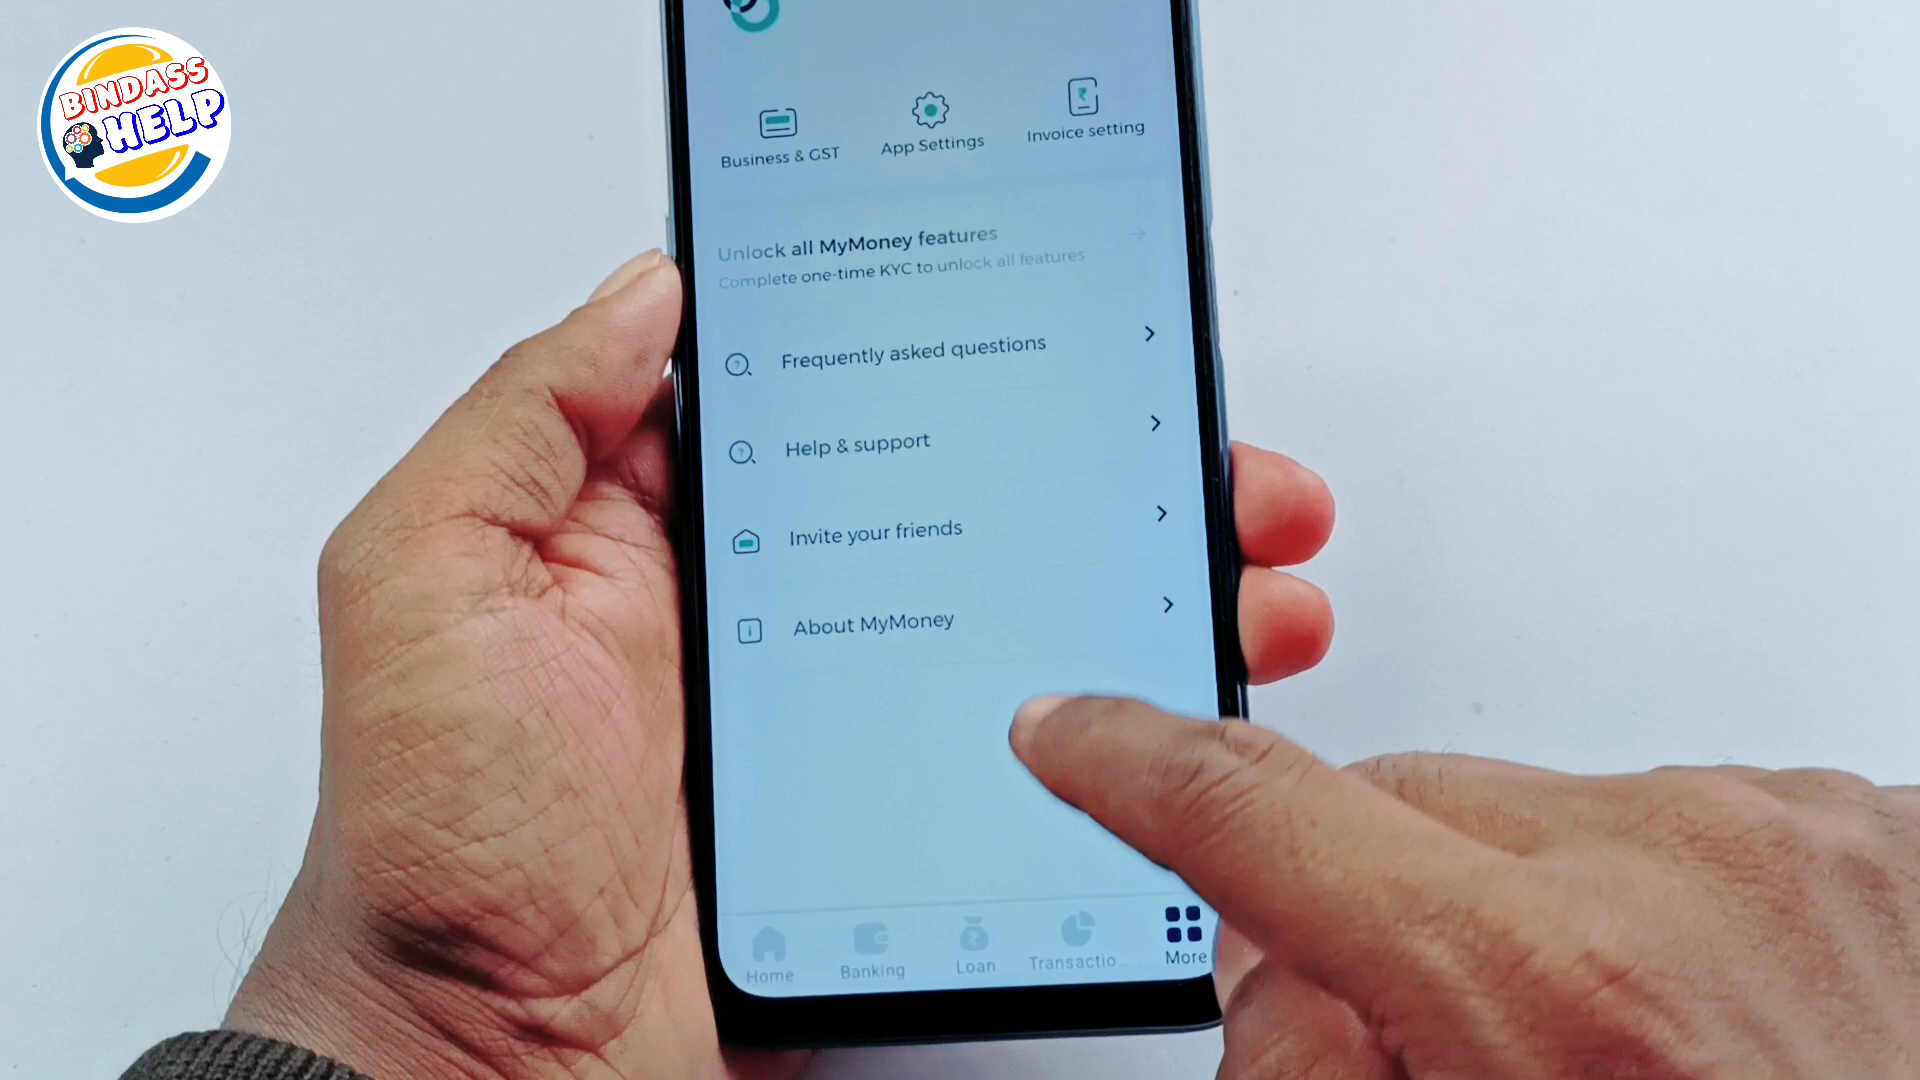 BINDASS
HELP
Business & GST
App Settings
Invoice setting
Unlock all MyMoney features
Complete one-time KYC to unlock all features
Frequently asked questions
Help & support
Invite your friends
About MyMoney
Home
Banking
Loan
Transactio...
More